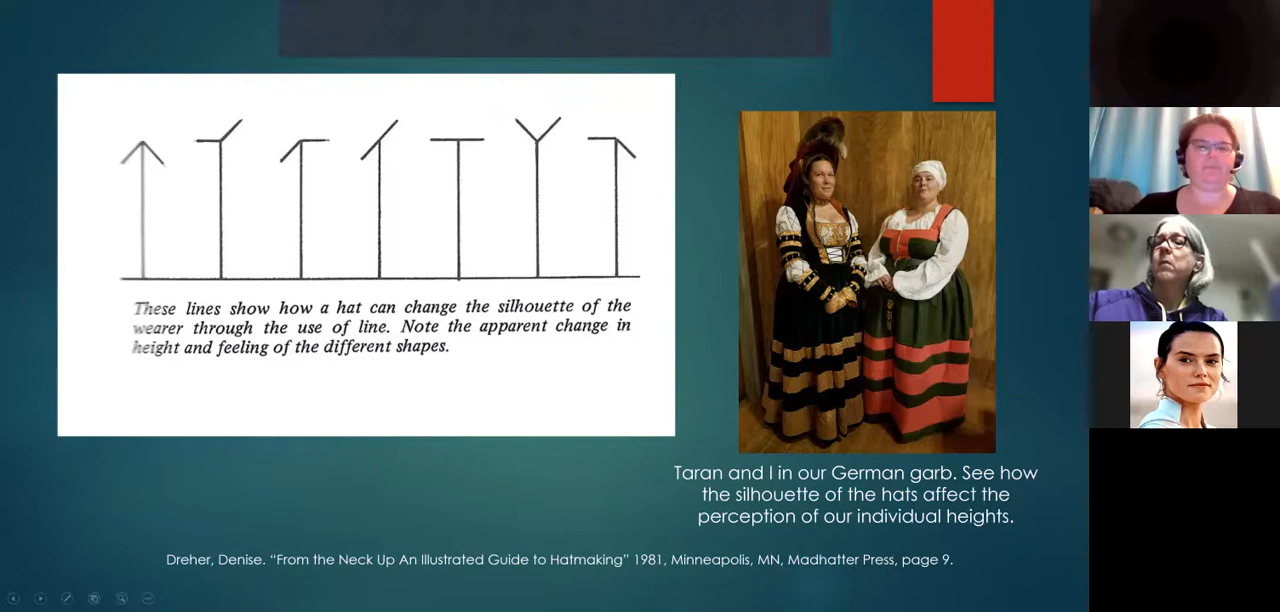 These lines show how a hat can change the silhouette of the
wearer through the use of line. Note the apparent change in
height and feeling of the different shapes.
Taran and I in our German garb. See how
the silhouette of the hats affect the
perception of our individual heights.
Dreher, Denise. “From the Neck Up An Illustrated Guide to Hatmaking” 1981, Minneapolis, MN, Madhatter Press, page 9.